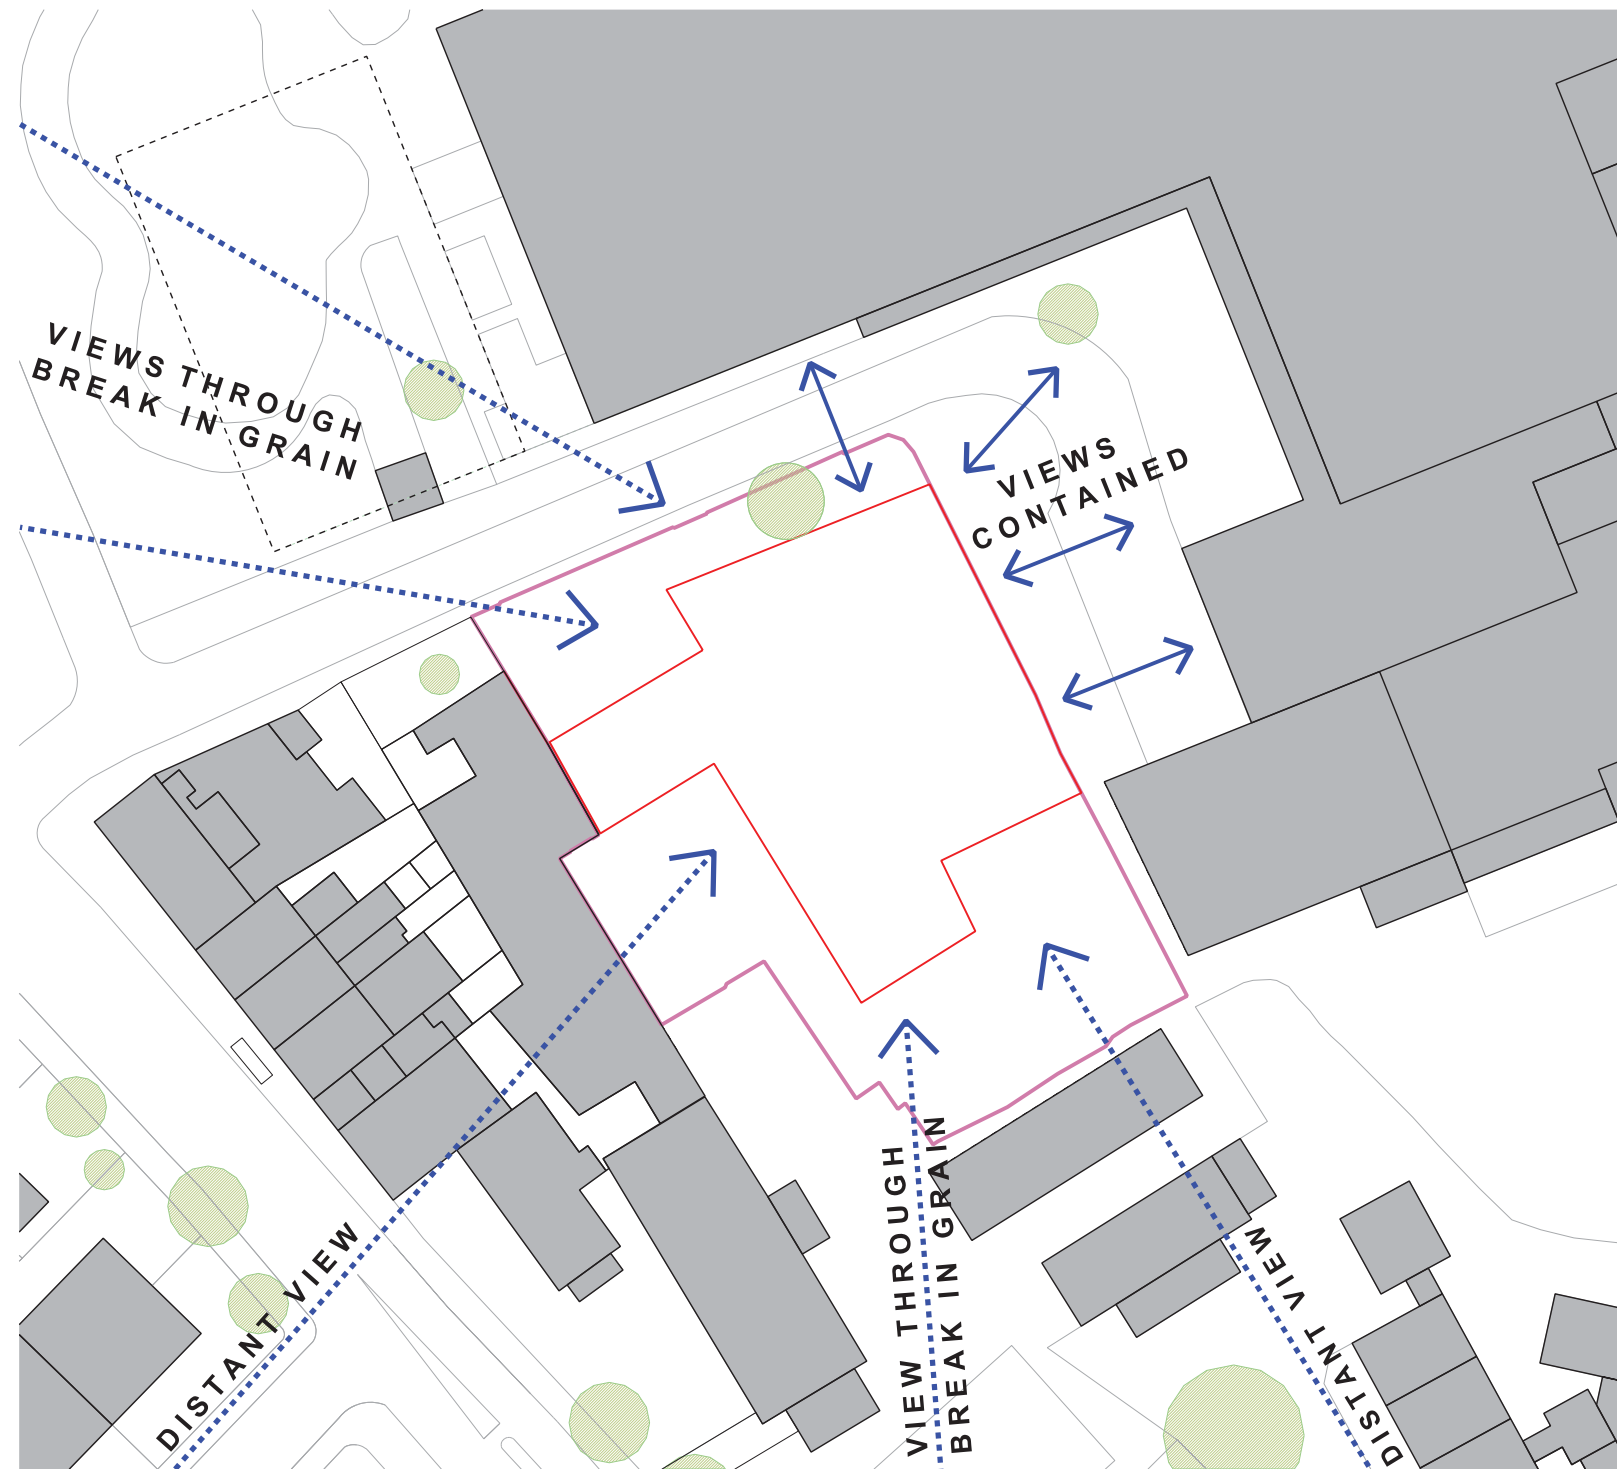 VIEWS THROUGH
BREAK IN GRAIN
VIEWS
CONTAINED
DISTANT VIEW
VIEW THROUGH
BREAK IN GRAIN
DISTANT VIEW